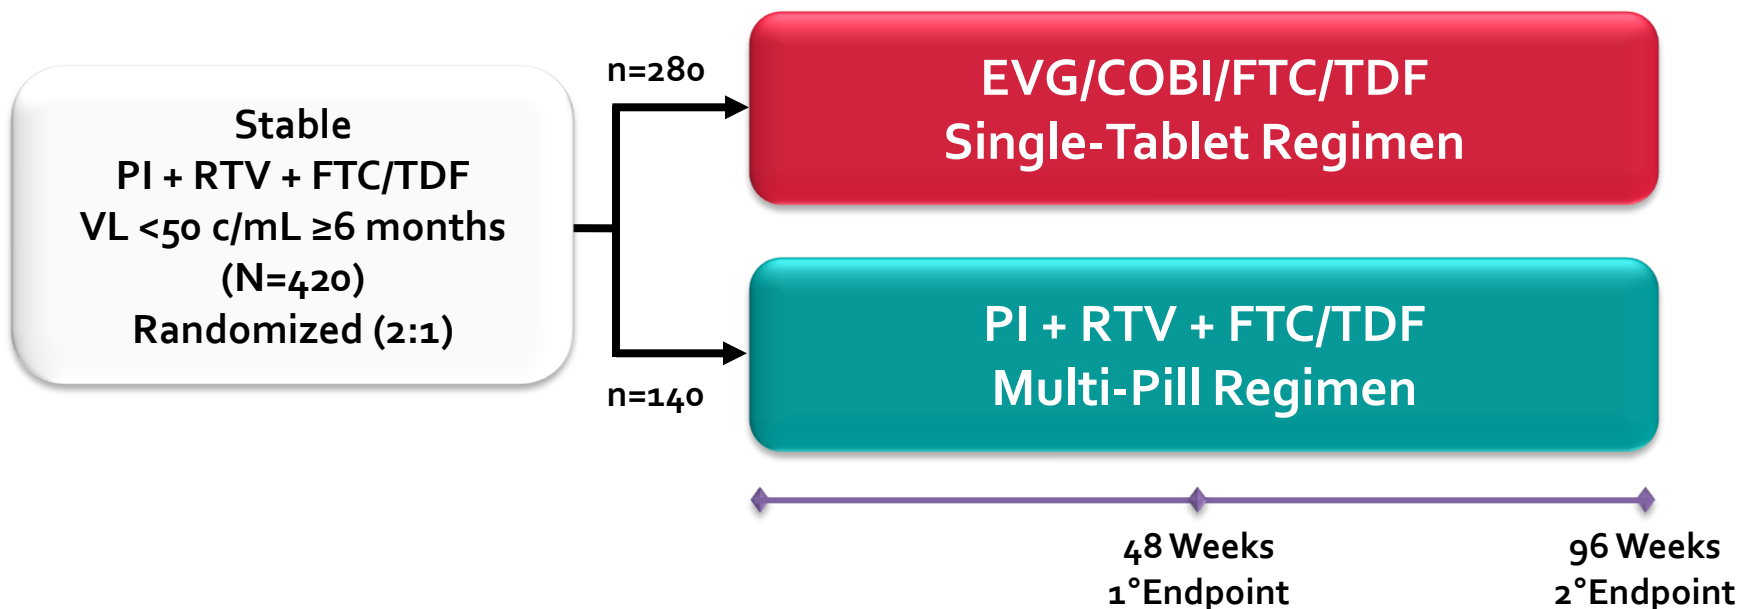 Stable
PI + RTV + FTC/TDF
VL <50 c/mL ≥6 months
(N=420)
Randomized (2:1)
n=280
EVG/COBI/FTC/TDF
Single-Tablet Regimen
n=140
PI + RTV + FTC/TDF
Multi-Pill Regimen
48 Weeks
1°Endpoint
96 Weeks
2°Endpoint